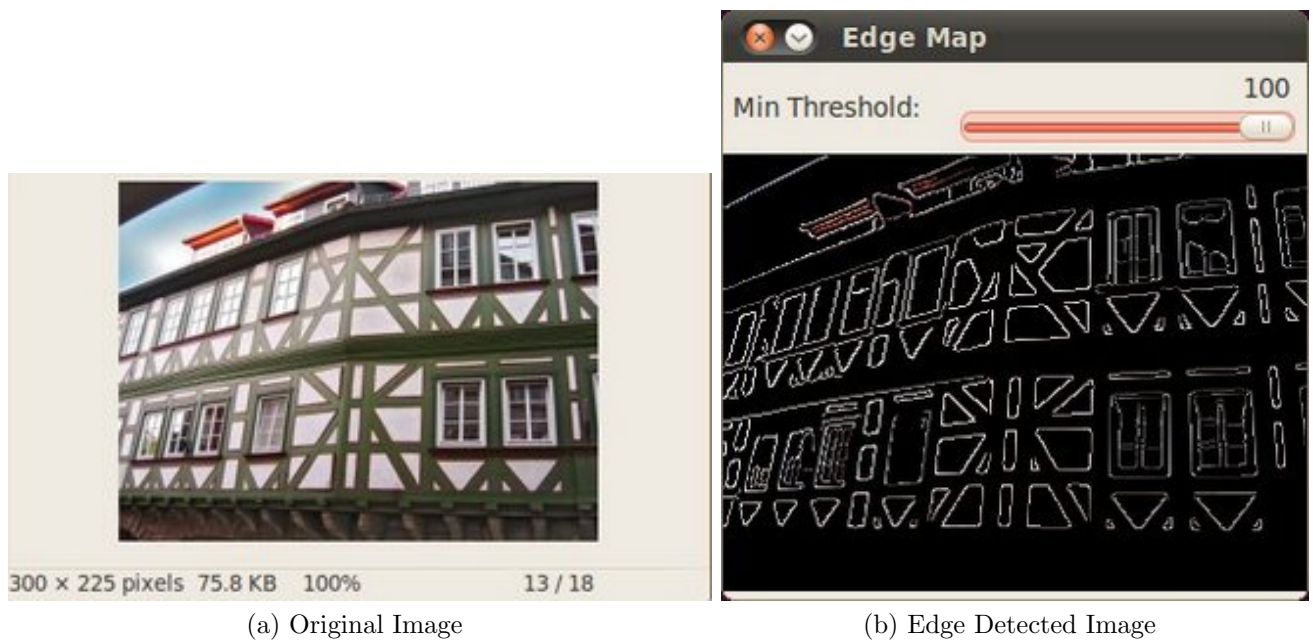 Edge Map
100
Min Threshold:
300 × 225 pixels 75.8 KB 100% 13 / 18
(a) Original Image
(b) Edge Detected Image